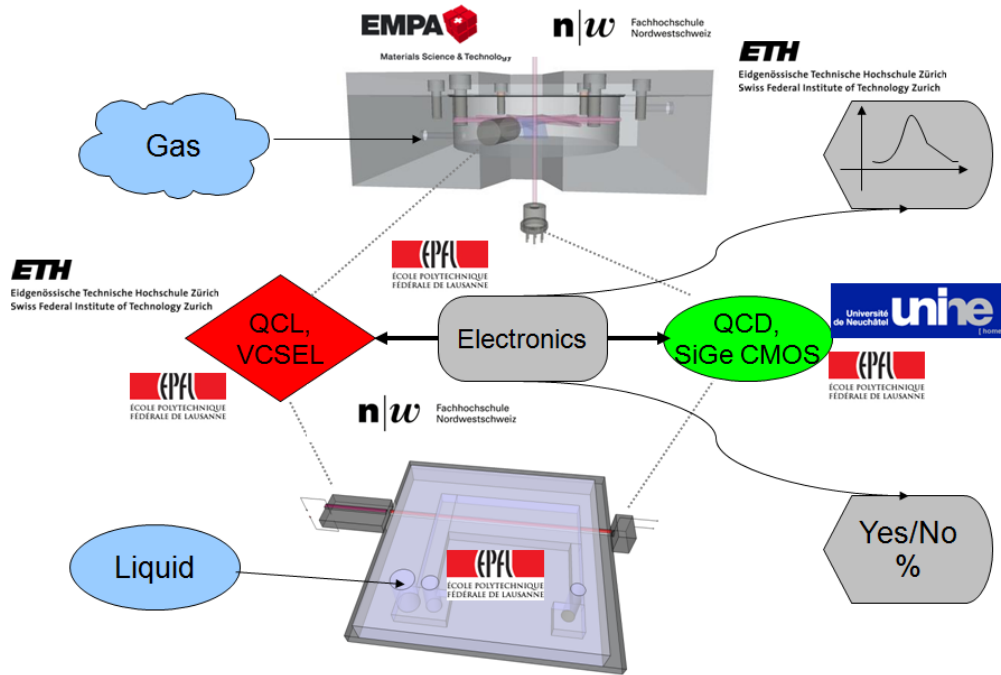 EMPA
Materials Science & Technology
n|w Fachhochschule
Nordwestschweiz
ETH
Eidgenössische Technische Hochschule Zürich
Swiss Federal Institute of Technology Zurich
Gas
EPFL
ÉCOLE POLYTECHNIQUE
FÉDÉRALE DE LAUSANNE
ETH
Eidgenössische Technische Hochschule Zürich
Swiss Federal Institute of Technology Zurich
QCL,
VCSEL
Electronics
QCD,
SiGe CMOS
Université
de Neuchâtel
unine
[ home
EPFL
ÉCOLE POLYTECHNIQUE
FÉDÉRALE DE LAUSANNE
EPFL
ÉCOLE POLYTECHNIQUE
FÉDÉRALE DE LAUSANNE
n|w Fachhochschule
Nordwestschweiz
Yes/No
%
Liquid
EPFL
ÉCOLE POLYTECHNIQUE
FÉDÉRALE DE LAUSANNE